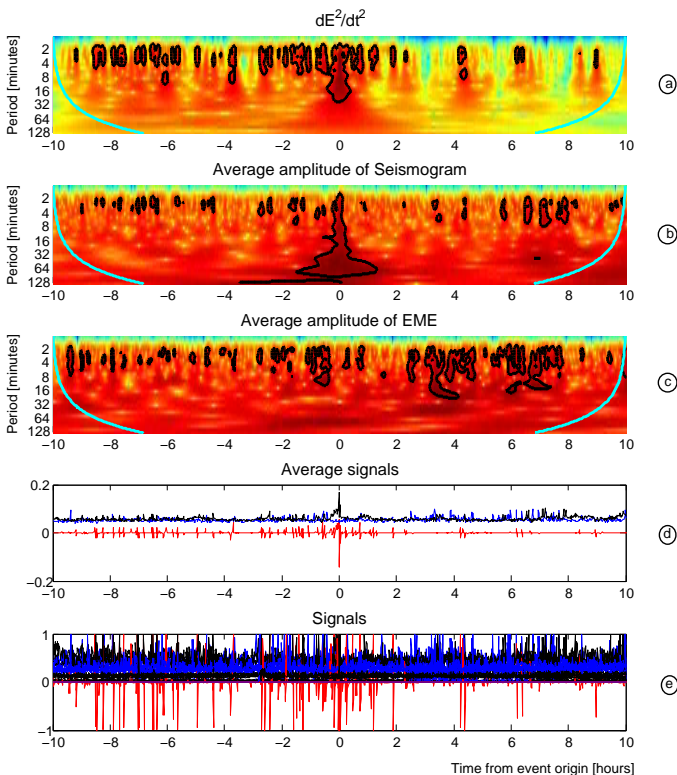 dE²/dt²
Period [minutes]
2
4
8
16
32
64
128
−10 −8 −6 −4 −2 0 2 4 6 8 10
a
Average amplitude of Seismogram
Period [minutes]
2
4
8
16
32
64
128
−10 −8 −6 −4 −2 0 2 4 6 8 10
b
Average amplitude of EME
Period [minutes]
2
4
8
16
32
64
128
−10 −8 −6 −4 −2 0 2 4 6 8 10
c
Average signals
0.2
0
−0.2
−10 −8 −6 −4 −2 0 2 4 6 8 10
d
Signals
1
0
−1
−10 −8 −6 −4 −2 0 2 4 6 8 10
e
Time from event origin [hours]